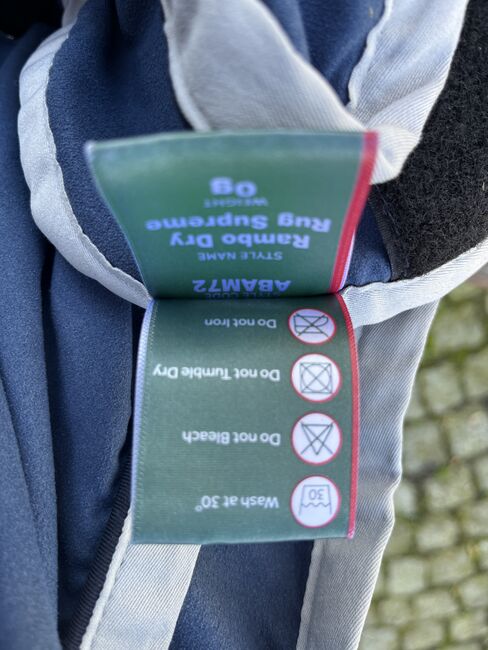 STYLE CODE
ABAM72
STYLE NAME
Rambo Dry
Rug Supreme
WEIGHT
0g
Wash at 30°
30
Do not Bleach
Do not Tumble Dry
Do not Iron